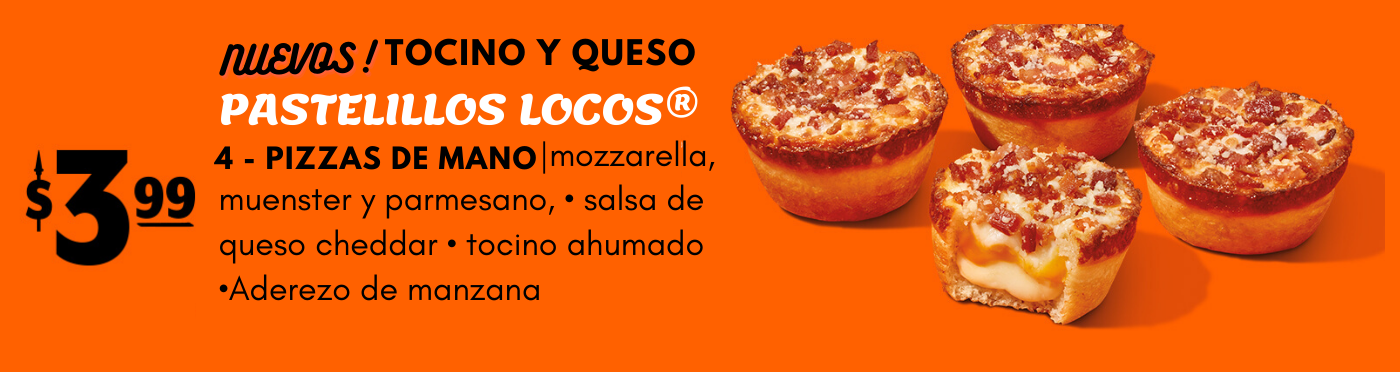 NUEVOS! TOCINO Y QUESO
PASTELILLOS LOCOS®
4 - PIZZAS DE MANO|mozzarella,
$3.99
muenster y parmesano, • salsa de
queso cheddar • tocino ahumado
•Aderezo de manzana